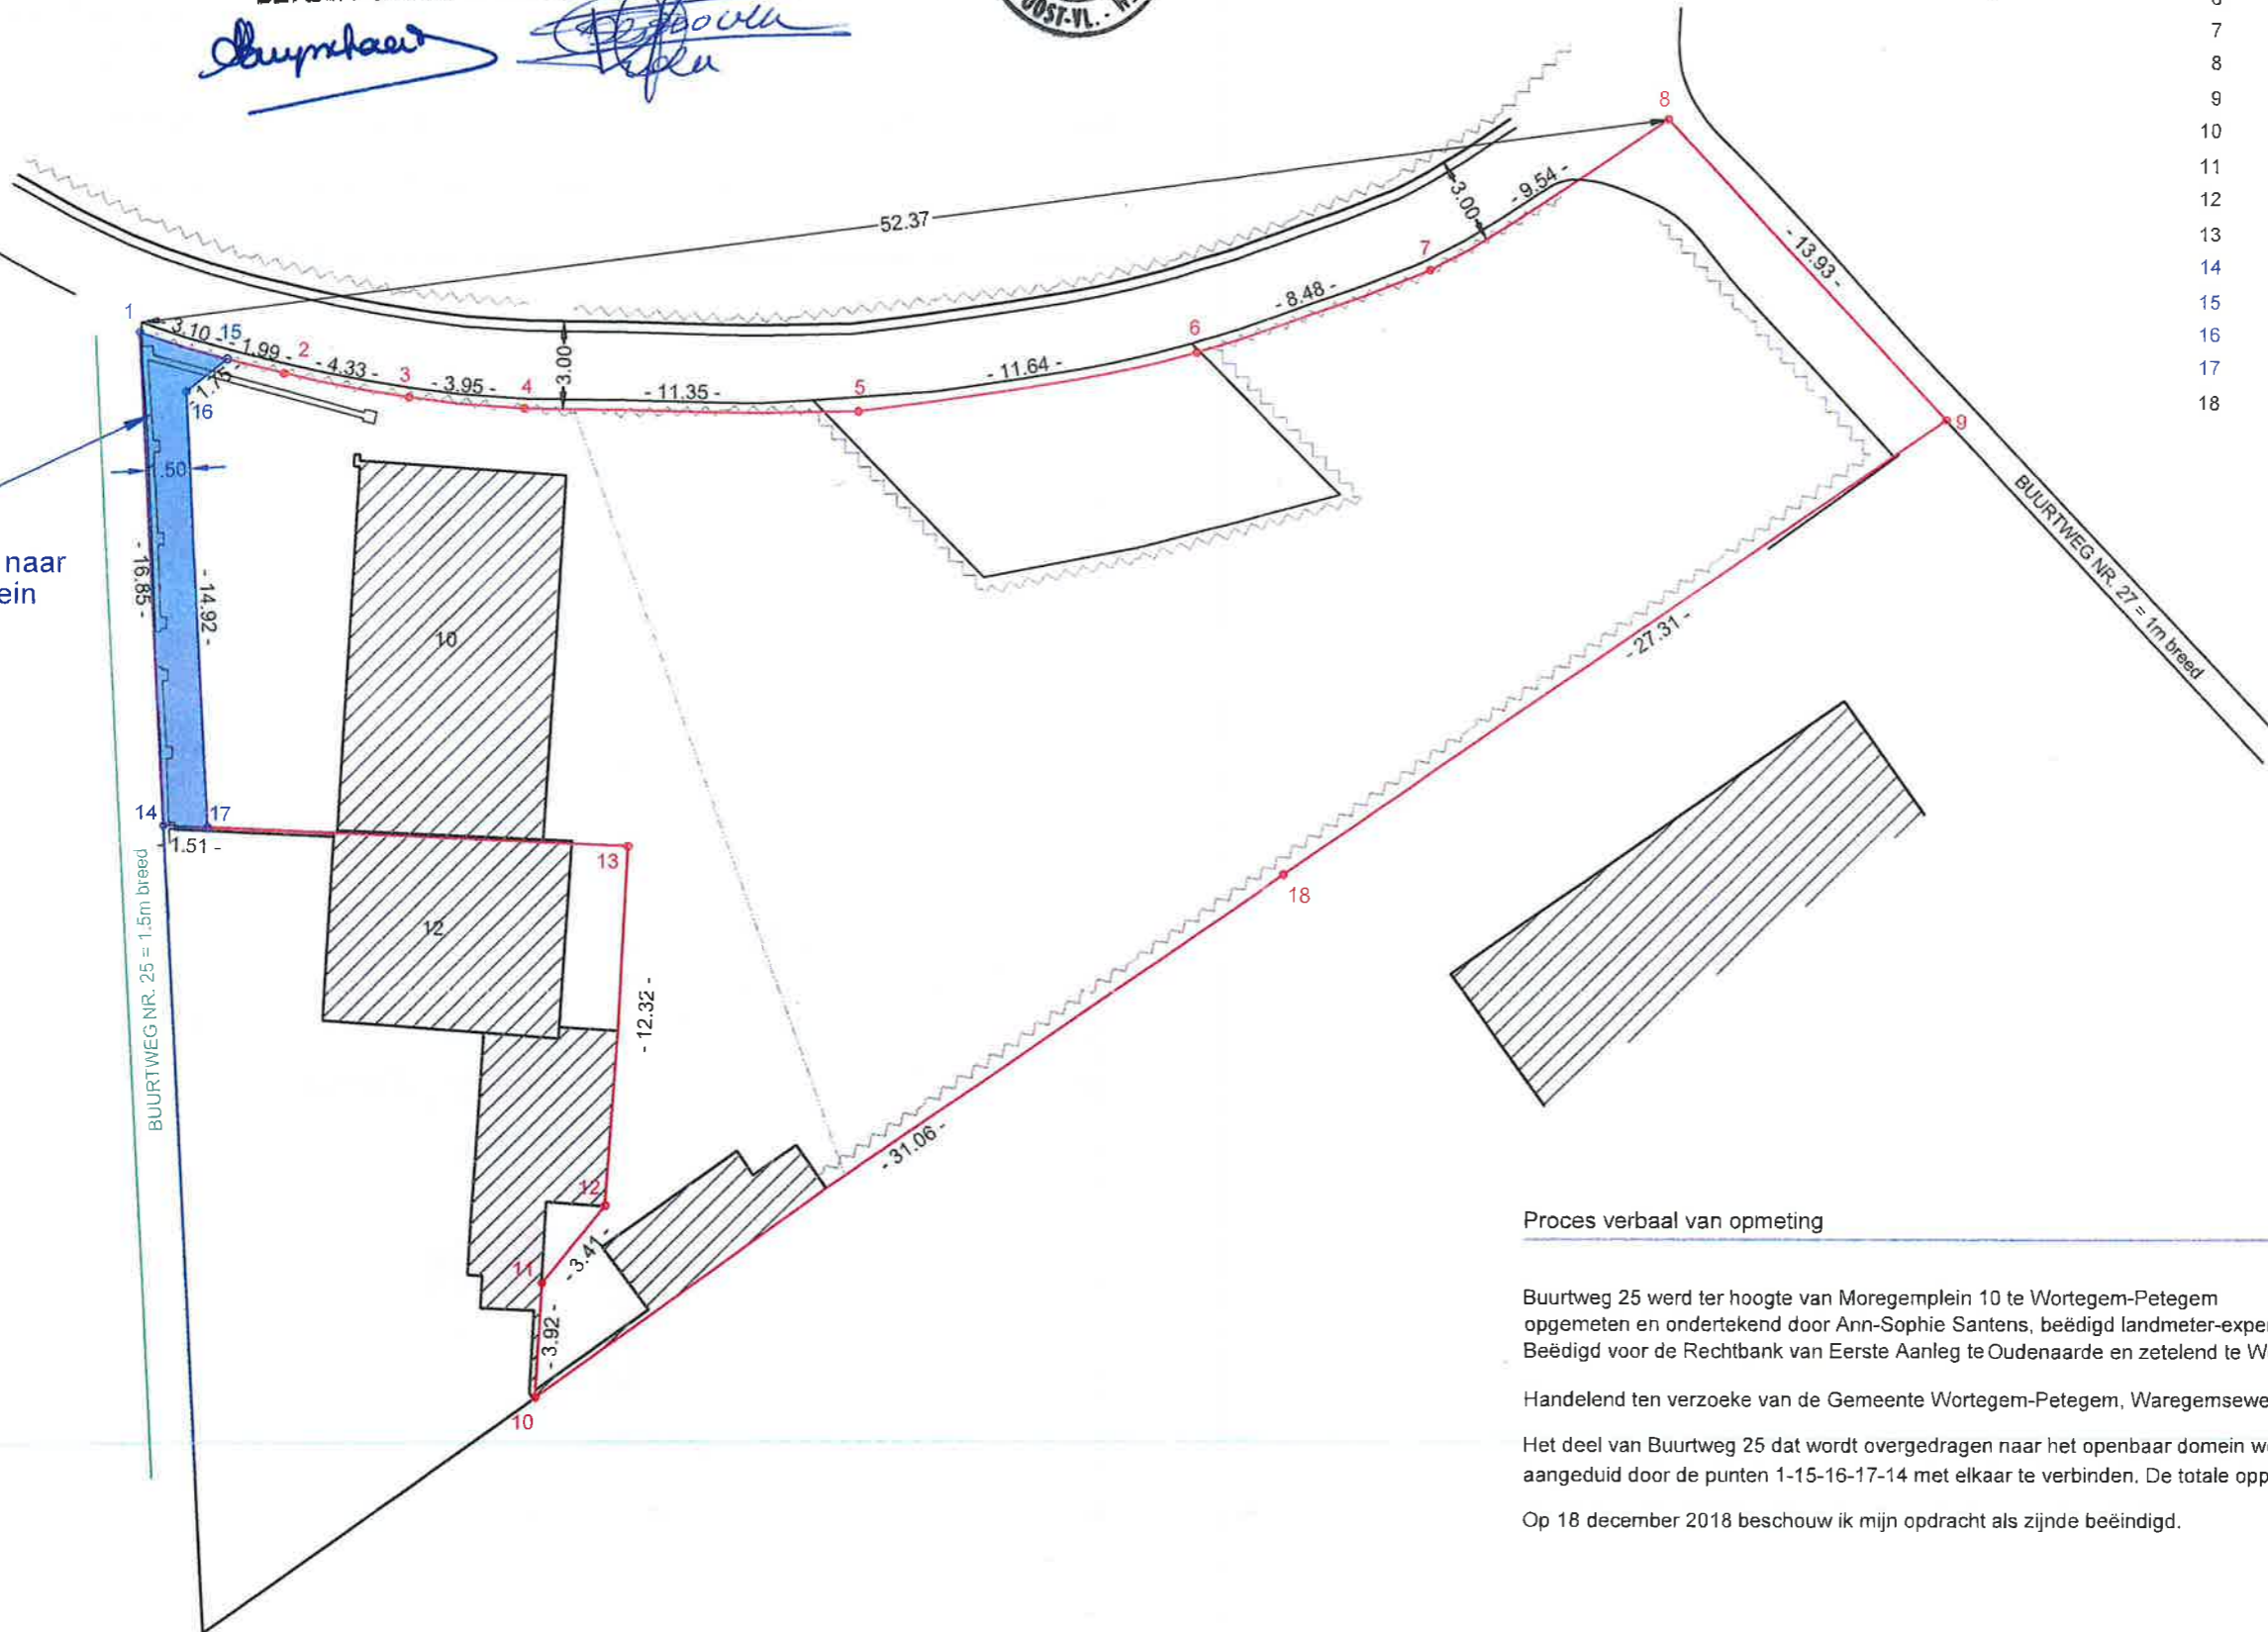 OOST-VL. - W
6
7
8
9
10
11
12
13
14
15
16
17
18
8
52.37
3.00
- 9.54 -
7
- 13.93 -
- 8.48 -
6
1
- 3.10 -
15
- 1.99 -
2
- 4.33 -
3
- 3.95 -
4
3.00
- 11.35 -
5
- 11.64 -
- 1.75 -
16
9
.50
BUURTWEG NR. 27 = 1m breed
naar
ein
- 16.85 -
- 14.92 -
10
- 27.31 -
14
17
- 1.51 -
13
18
BUURTWEG NR. 25 = 1.5m breed
12
- 12.32 -
- 31.06 -
12
- 3.41 -
11
- 3.92 -
10
Proces verbaal van opmeting
Buurtweg 25 werd ter hoogte van Moregemplein 10 te Wortegem-Petegem
opgemeten en ondertekend door Ann-Sophie Santens, beëdigd landmeter-expe
Beëdigd voor de Rechtbank van Eerste Aanleg te Oudenaarde en zetelend te W
Handelend ten verzoeke van de Gemeente Wortegem-Petegem, Waregemsewe
Het deel van Buurtweg 25 dat wordt overgedragen naar het openbaar domein w
aangeduid door de punten 1-15-16-17-14 met elkaar te verbinden. De totale opp
Op 18 december 2018 beschouw ik mijn opdracht als zijnde beëindigd.